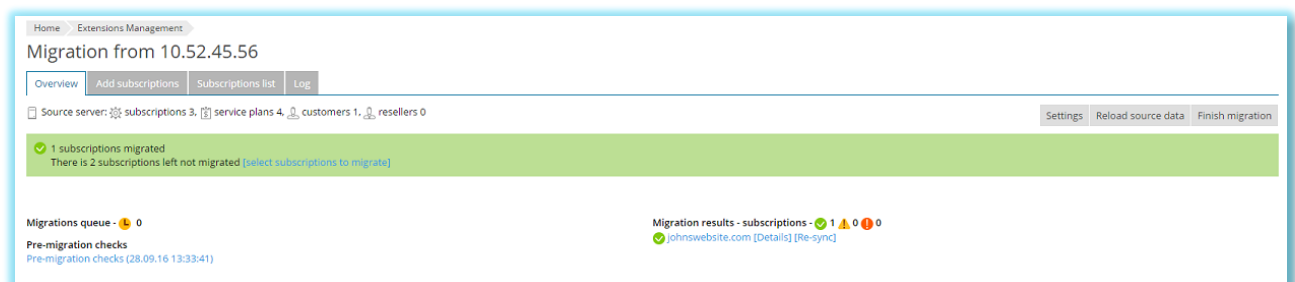 Home Extensions Management
Migration from 10.52.45.56
Overview Add subscriptions Subscriptions list Log
Source server: subscriptions 3, service plans 4, customers 1, resellers 0
Settings Reload source data Finish migration
1 subscriptions migrated
There is 2 subscriptions left not migrated [select subscriptions to migrate]
Migrations queue - 0
Migration results - subscriptions - 1 0 0
johnswebsite.com [Details] [Re-sync]
Pre-migration checks
Pre-migration checks (28.09.16 13:33:41)